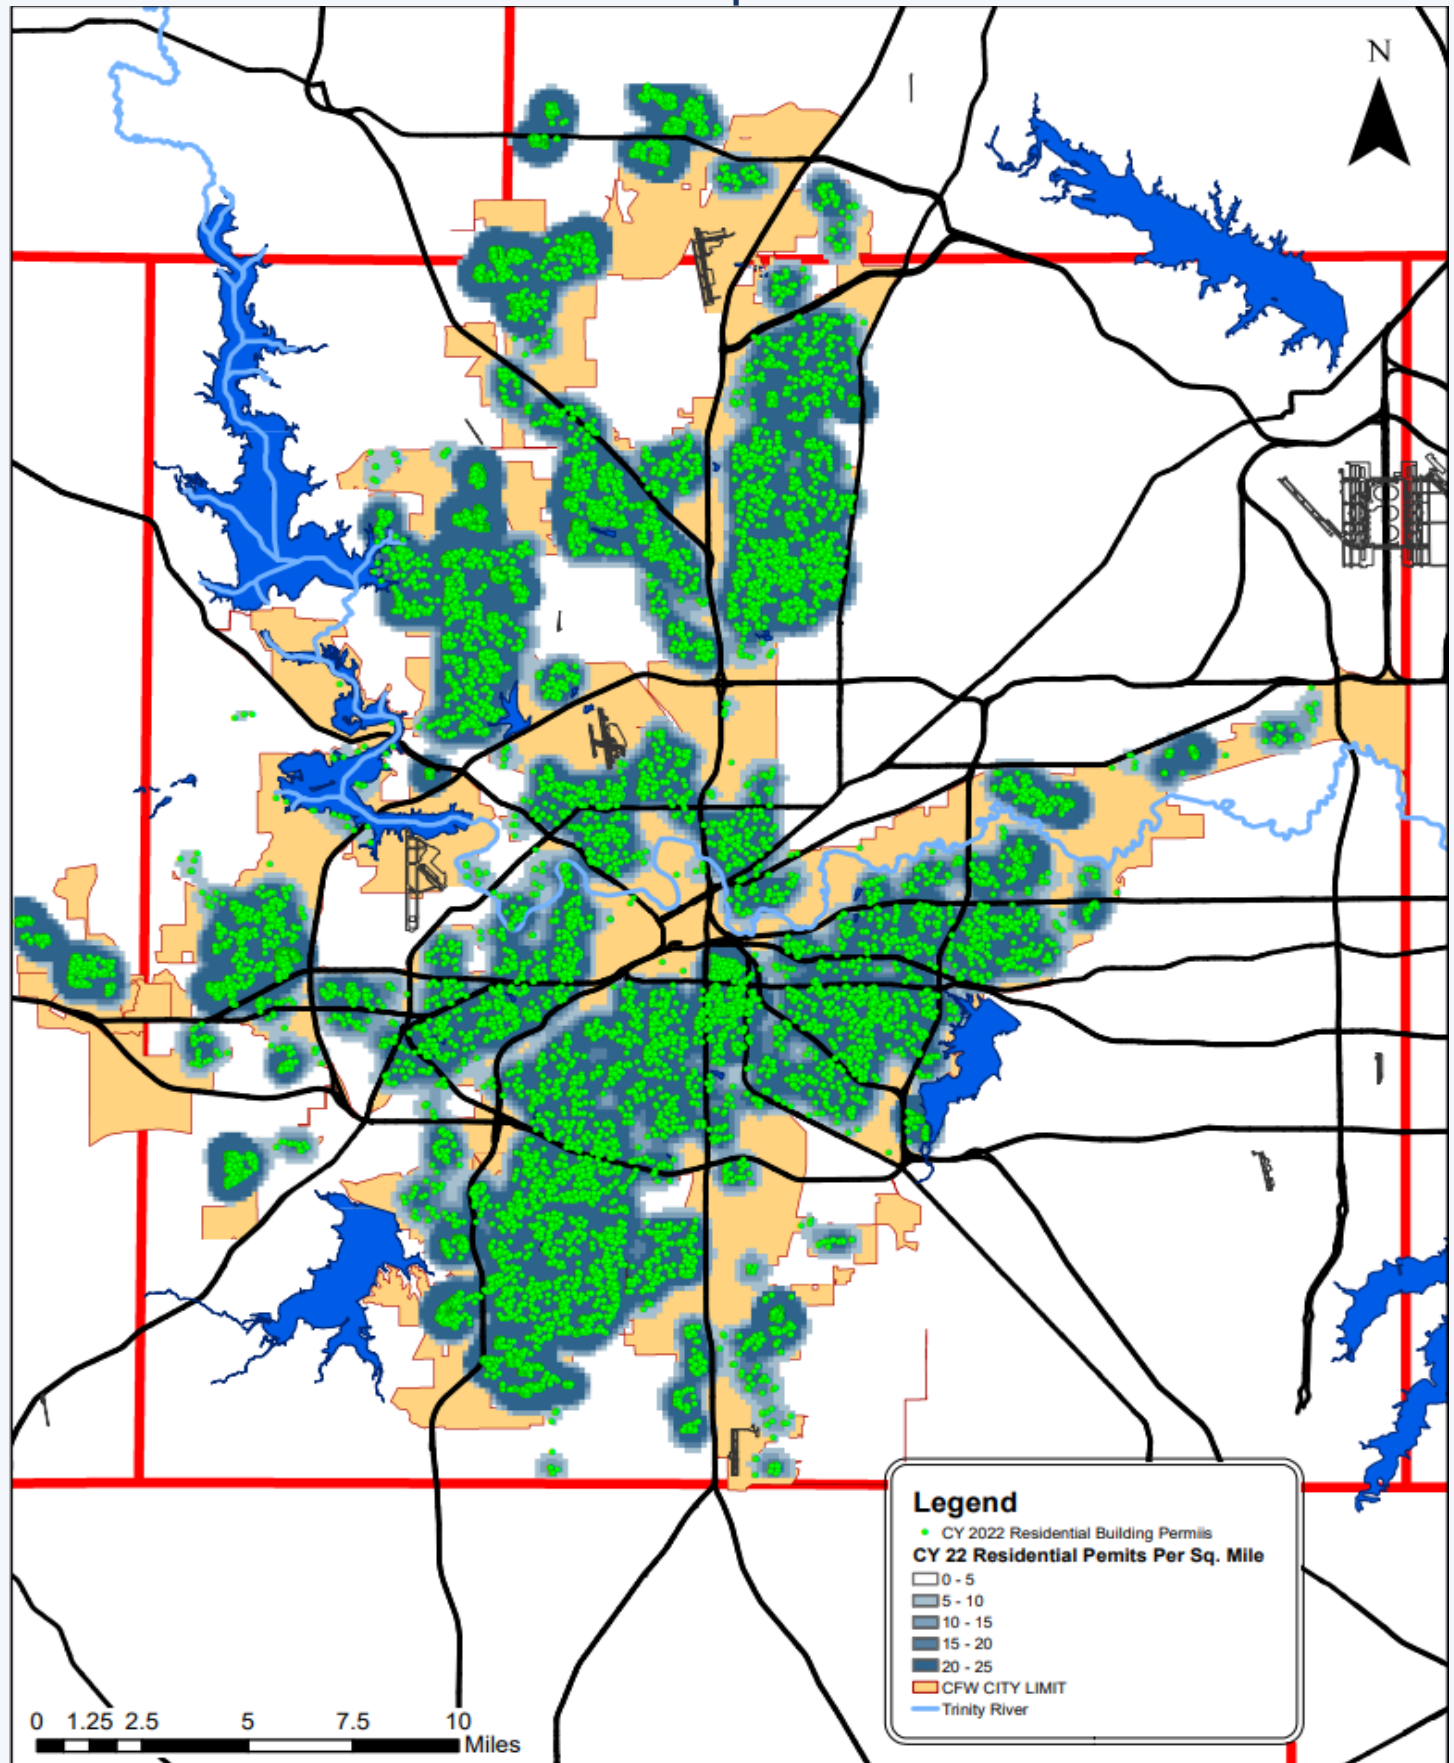 N
Legend
CY 2022 Residential Building Permiis
CY 22 Residential Pemits Per Sq. Mile
0 - 5
5 - 10
10 - 15
15 - 20
20 - 25
CFW CITY LIMIT
Trinity River
0 1.25 2.5 5 7.5 10
Miles